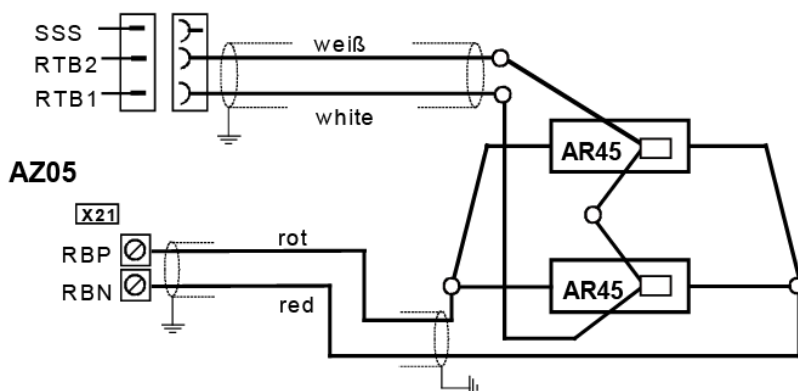 SSS
weiß
RTB2
RTB1
white
AR45
AZ05
X21
rot
RBP
RBN
AR45
red